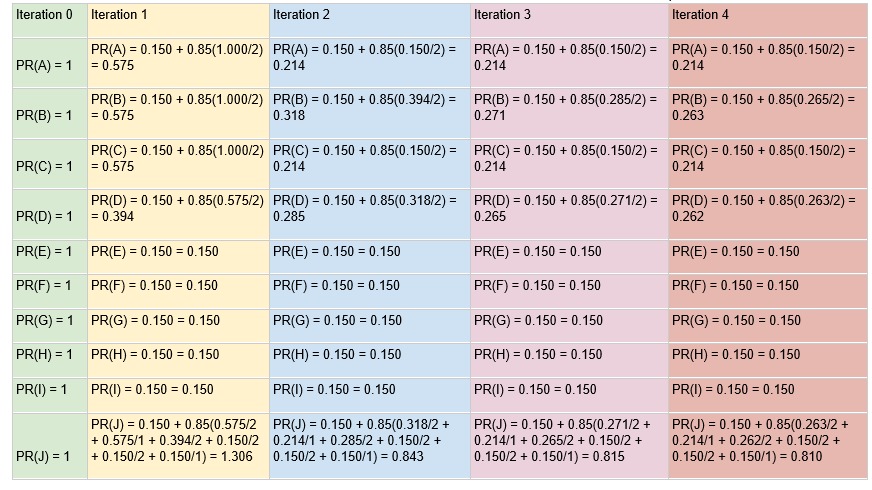 Iteration 0
Iteration 1
Iteration 2
Iteration 3
Iteration 4
PR(A) = 1
PR(A) = 0.150 + 0.85(1.000/2)
= 0.575
PR(A) = 0.150 + 0.85(0.150/2) =
0.214
PR(A) = 0.150 + 0.85(0.150/2) =
0.214
PR(A) = 0.150 + 0.85(0.150/2) =
0.214
PR(B) = 1
PR(B) = 0.150 + 0.85(1.000/2)
= 0.575
PR(B) = 0.150 + 0.85(0.394/2) =
0.318
PR(B) = 0.150 + 0.85(0.285/2) =
0.271
PR(B) = 0.150 + 0.85(0.265/2) =
0.263
PR(C) = 1
PR(C) = 0.150 + 0.85(1.000/2)
= 0.575
PR(C) = 0.150 + 0.85(0.150/2) =
0.214
PR(C) = 0.150 + 0.85(0.150/2) =
0.214
PR(C) = 0.150 + 0.85(0.150/2) =
0.214
PR(D) = 1
PR(D) = 0.150 + 0.85(0.575/2)
= 0.394
PR(D) = 0.150 + 0.85(0.318/2) =
0.285
PR(D) = 0.150 + 0.85(0.271/2) =
0.265
PR(D) = 0.150 + 0.85(0.263/2) =
0.262
PR(E) = 1
PR(E) = 0.150 = 0.150
PR(E) = 0.150 = 0.150
PR(E) = 0.150 = 0.150
PR(E) = 0.150 = 0.150
PR(F) = 1
PR(F) = 0.150 = 0.150
PR(F) = 0.150 = 0.150
PR(F) = 0.150 = 0.150
PR(F) = 0.150 = 0.150
PR(G) = 1
PR(G) = 0.150 = 0.150
PR(G) = 0.150 = 0.150
PR(G) = 0.150 = 0.150
PR(G) = 0.150 = 0.150
PR(H) = 1
PR(H) = 0.150 = 0.150
PR(H) = 0.150 = 0.150
PR(H) = 0.150 = 0.150
PR(H) = 0.150 = 0.150
PR(I) = 1
PR(I) = 0.150 = 0.150
PR(I) = 0.150 = 0.150
PR(I) = 0.150 = 0.150
PR(I) = 0.150 = 0.150
PR(J) = 1
PR(J) = 0.150 + 0.85(0.575/2
+ 0.575/1 + 0.394/2 + 0.150/2
+ 0.150/2 + 0.150/1) = 1.306
PR(J) = 0.150 + 0.85(0.318/2 +
0.214/1 + 0.285/2 + 0.150/2 +
0.150/2 + 0.150/1) = 0.843
PR(J) = 0.150 + 0.85(0.271/2 +
0.214/1 + 0.265/2 + 0.150/2 +
0.150/2 + 0.150/1) = 0.815
PR(J) = 0.150 + 0.85(0.263/2 +
0.214/1 + 0.262/2 + 0.150/2 +
0.150/2 + 0.150/1) = 0.810